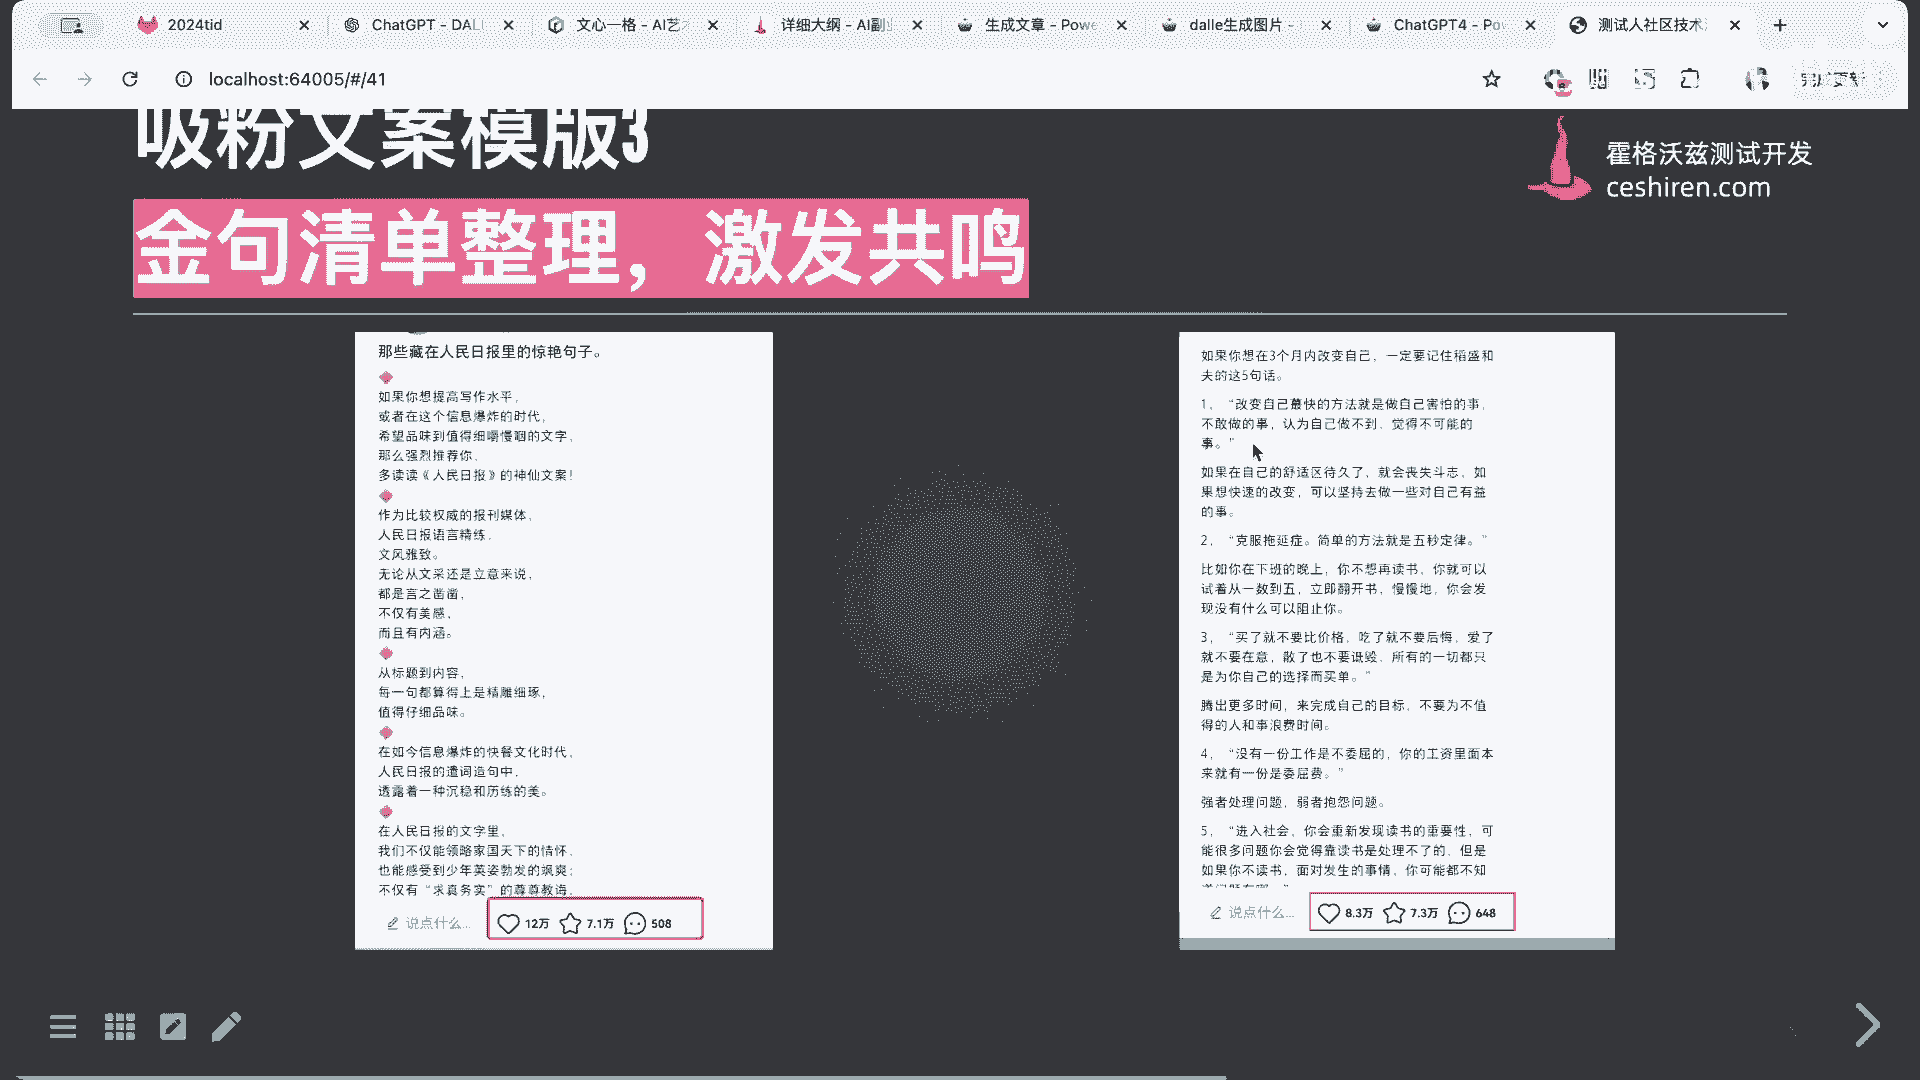 2024tid
ChatGPT - DALL
文心一格 - AI艺
详细大纲 - AI副
生成文章 - Powe
dalle生成图片 -
ChatGPT4 - Po
测试人社区技术
localhost:64005/#/41
完成更新
吸粉文案模版3
霍格沃兹测试开发
ceshiren.com
金句清单整理，激发共鸣
那些藏在人民日报里的惊艳句子。
如果你想提高写作水平，
或者在这个信息爆炸的时代，
希望品味到值得细嚼慢咽的文字，
那么强烈推荐你，
多读读《人民日报》的神仙文案！
作为比较权威的报刊媒体，
人民日报语言精练，
文风雅致。
无论从文采还是立意来说，
都是言之凿凿，
不仅有美感，
而且有内涵。
从标题到内容，
每一句都算得上是精雕细琢，
值得仔细品味。
在如今信息爆炸的快餐文化时代，
人民日报的遣词造句中，
透露着一种沉稳和历练的美。
在人民日报的文字里，
我们不仅能领略家国天下的情怀，
也能感受到少年英姿勃发的飒爽；
不仅有“求真务实”的尊尊教诲，
说点什么...
12万 7.1万 508
如果你想在3个月内改变自己，一定要记住稻盛和
夫的这5句话。
1，“改变自己最快的方法就是做自己害怕的事，
不敢做的事，认为自己做不到，觉得不可能的
事。”
如果在自己的舒适区待久了，就会丧失斗志，如
果想快速的改变，可以坚持去做一些对自己有益
的事。
2，“克服拖延症。简单的方法就是五秒定律。”
比如你在下班的晚上，你不想再读书，你就可以
试着从一数到五，立即翻开书，慢慢地，你会发
现没有什么可以阻止你。
3，“买了就不要比价格，吃了就不要后悔，爱了
就不要在意，散了也不要诋毁，所有的一切都只
是为你自己的选择而买单。”
腾出更多时间，来完成自己的目标，不要为不值
得的人和事浪费时间。
4，“没有一份工作是不委屈的，你的工资里面本
来就有一份是委屈费。”
强者处理问题，弱者抱怨问题。
5，“进入社会，你会重新发现读书的重要性，可
能很多问题你会觉得靠读书是处理不了的，但是
如果你不读书，面对发生的事情，你可能都不知
说点什么...
8.3万 7.3万 648